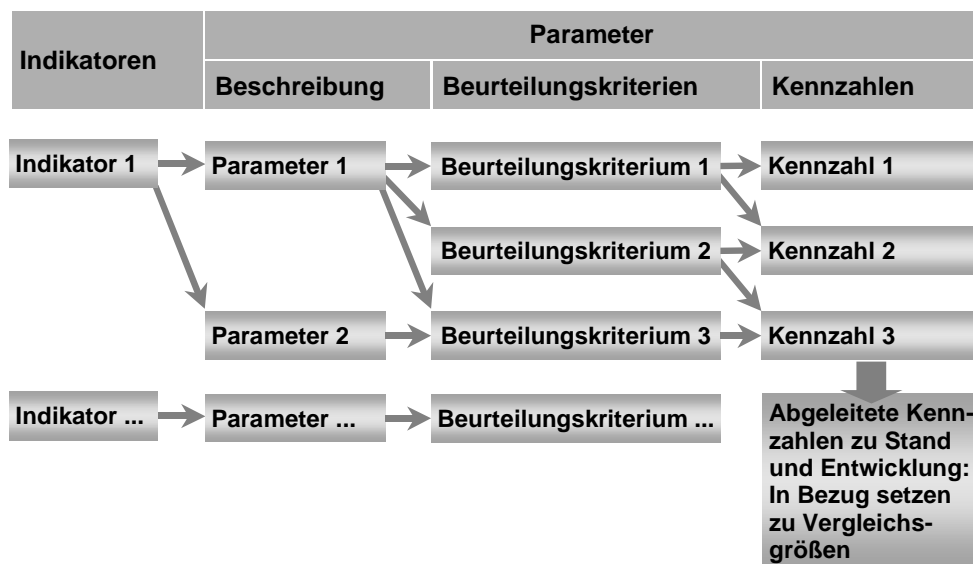 Indikatoren
Parameter
Beschreibung
Beurteilungskriterien
Kennzahlen
Indikator 1
Parameter 1
Beurteilungskriterium 1
Kennzahl 1
Beurteilungskriterium 2
Kennzahl 2
Parameter 2
Beurteilungskriterium 3
Kennzahl 3
Indikator ...
Parameter ...
Beurteilungskriterium ...
Abgeleitete Kenn-
zahlen zu Stand
und Entwicklung:
In Bezug setzen
zu Vergleichs-
größen